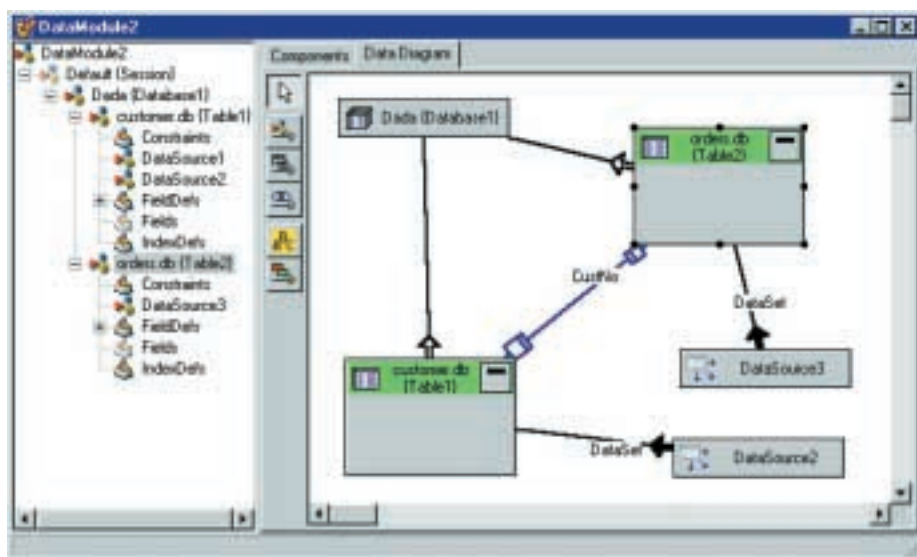 DataModule2
DataModule2
Default (Session)
Dada (Database1)
customer.db (Table1)
Constraints
DataSource1
DataSource2
FieldDefs
Fields
IndexDefs
orders.db (Table2)
Constraints
DataSource3
FieldDefs
Fields
IndexDefs
Components Data Diagram
Dada (Database1)
orders.db
(Table2)
CustNo
DataSet
DataSource3
customer.db
(Table1)
DataSet
DataSource2